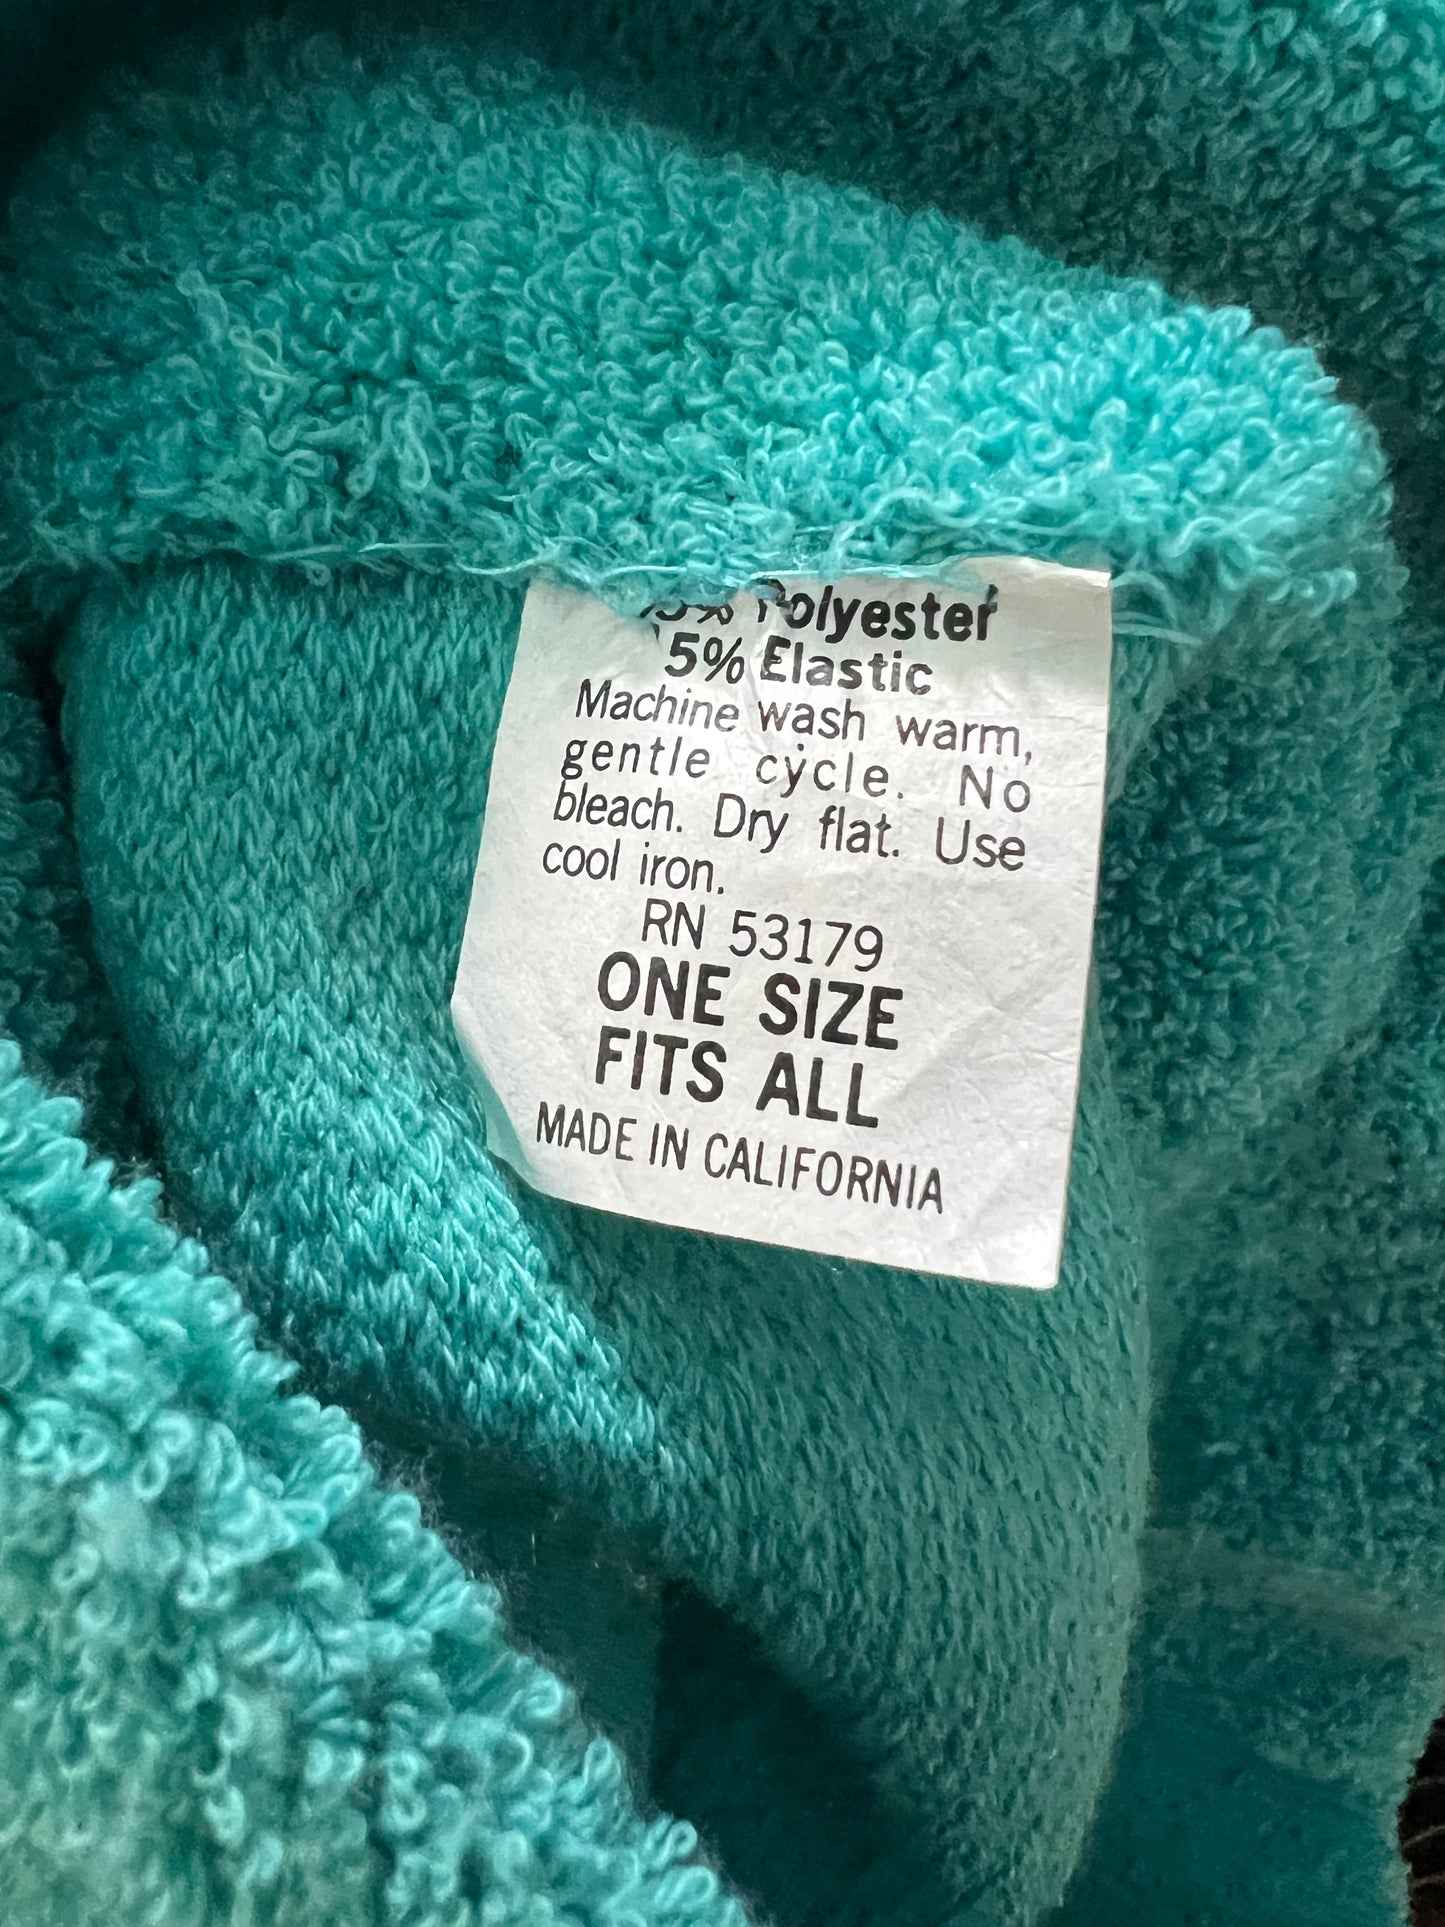 Polyester
5% Elastic
Machine wash warm,
gentle cycle. No
bleach. Dry flat. Use
cool iron.
RN 53179
ONE SIZE
FITS ALL
MADE IN CALIFORNIA